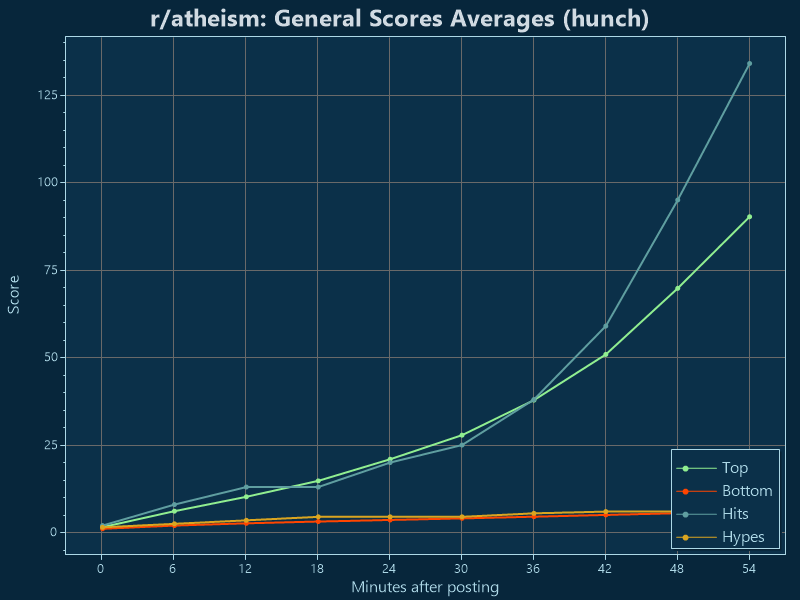 r/atheism: General Scores Averages (hunch)
125
100
75
50
25
0
Score
0 6 12 18 24 30 36 42 48 54
Minutes after posting
Top
Bottom
Hits
Hypes